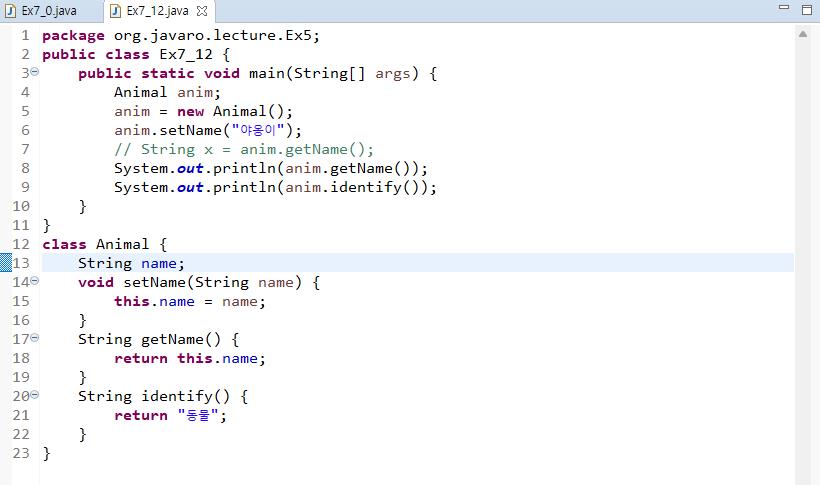 Ex7_0.java Ex7_12.java
1 package org.javaro.lecture.Ex5;
2 public class Ex7_12 {
3 public static void main(String[] args) {
4 Animal anim;
5 anim = new Animal();
6 anim.setName("야옹이");
7 // String x = anim.getName();
8 System.out.println(anim.getName());
9 System.out.println(anim.identify());
10 }
11 }
12 class Animal {
13 String name;
14 void setName(String name) {
15 this.name = name;
16 }
17 String getName() {
18 return this.name;
19 }
20 String identify() {
21 return "동물";
22 }
23 }